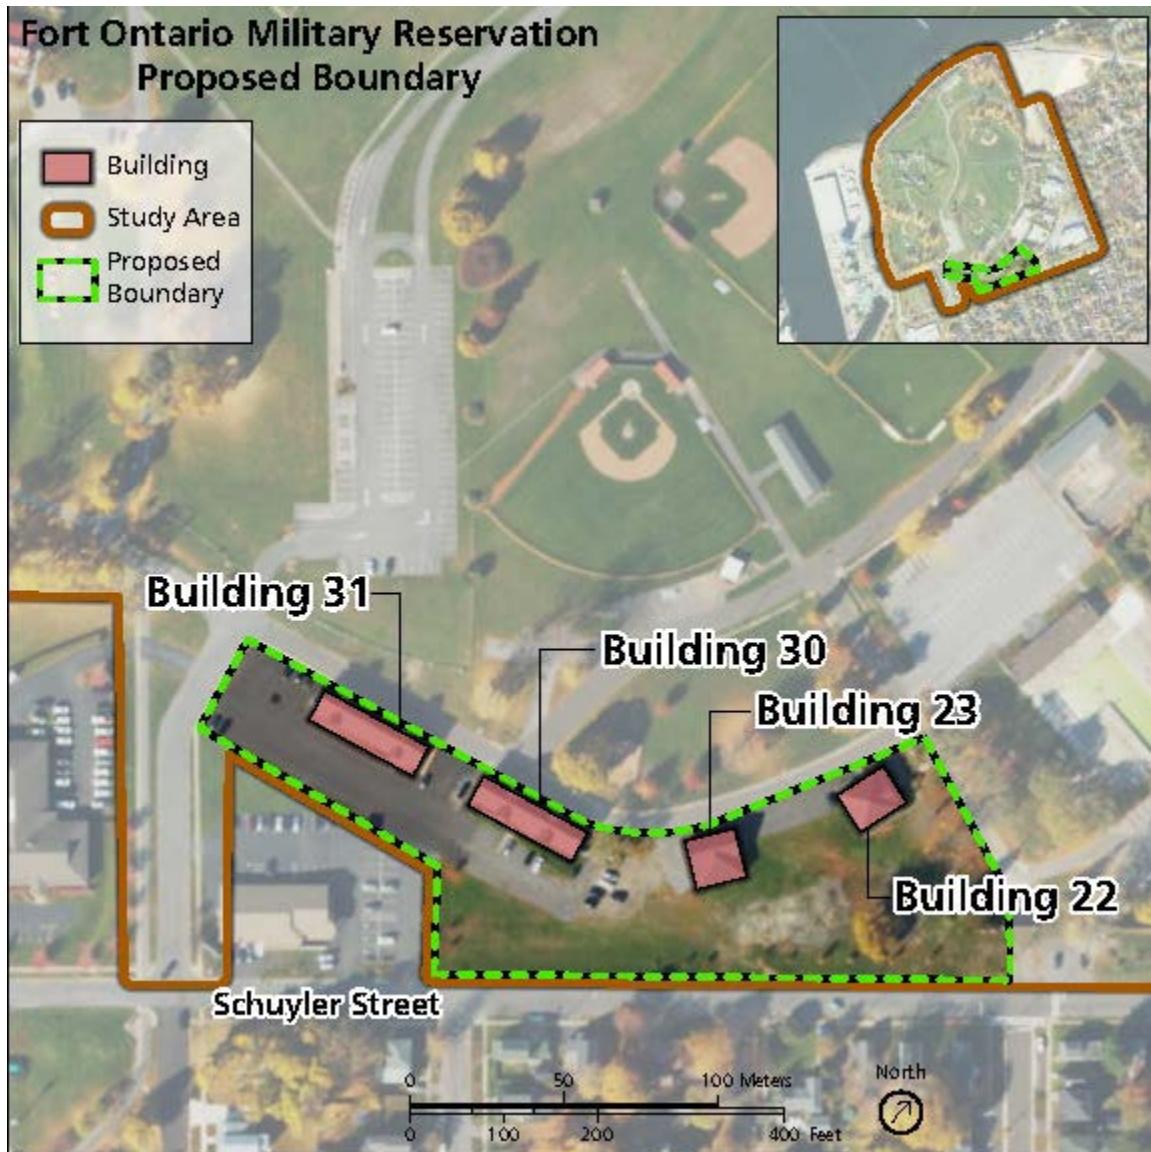 Fort Ontario Military Reservation
Proposed Boundary
Building
Study Area
Proposed
Boundary
Building 31
Building 30
Building 23
Building 22
Schuyler Street
0 50 100 Meters
0 100 200 400 Feet
North